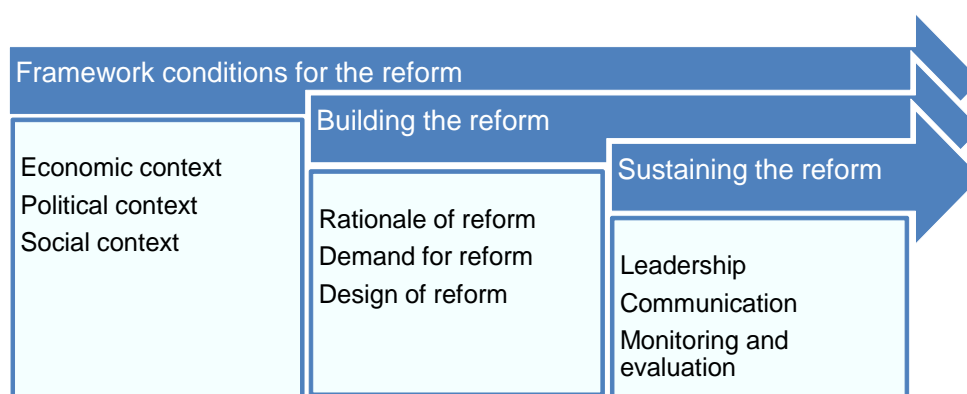 Framework conditions for the reform
Building the reform
Sustaining the reform
Economic context
Political context
Social context
Rationale of reform
Demand for reform
Design of reform
Leadership
Communication
Monitoring and
evaluation